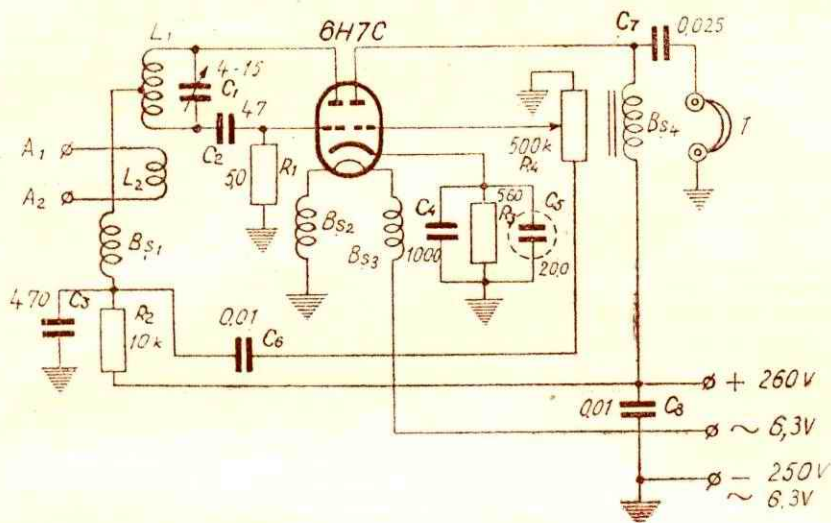 6H7C
C7
0,025
L1
4-15
C1
47
C2
A1
A2
L2
50
R1
500k
R4
Bs4
T
Bs1
Bs2
Bs3
C4
1000
560
R3
C5
20,0
470
C3
R2
10k
0,01
C6
+ 260V
0,01
C8
~ 6,3V
- 250V
~ 6,3V